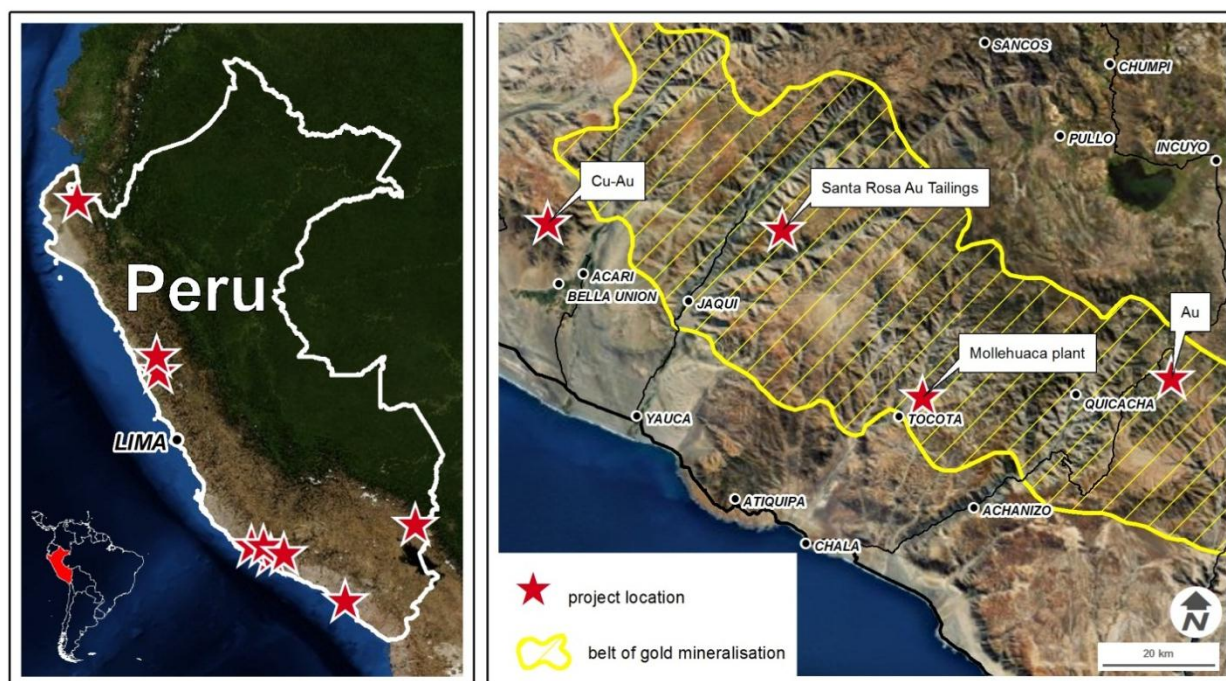 Peru
LIMA
SANCOS
CHUMPI
PULLO
INCUYO
Cu-Au
Santa Rosa Au Tailings
ACARI
BELLA UNION
JAQUI
Au
Mollehuaca plant
QUICACHA
YAUCA
TOCOTA
ATIQUIPA
ACHANIZO
CHALA
project location
belt of gold mineralisation
N
20 km